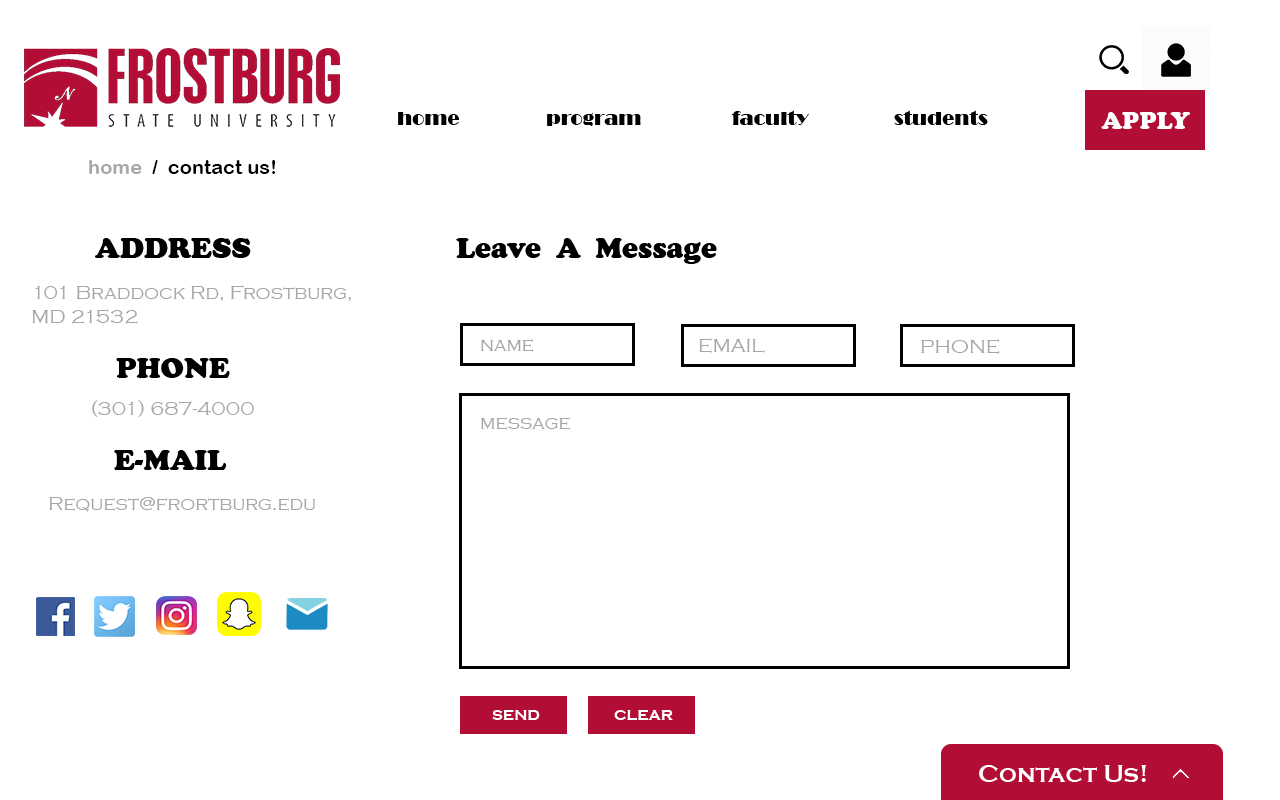 FROSTBURG
STATE UNIVERSITY
N
home program faculty students
APPLY
home / contact us!
ADDRESS
101 Braddock Rd, Frostburg,
MD 21532
PHONE
(301) 687-4000
E-MAIL
Request@frortburg.edu
Leave A Message
NAME EMAIL PHONE
MESSAGE
SEND CLEAR
Contact Us!